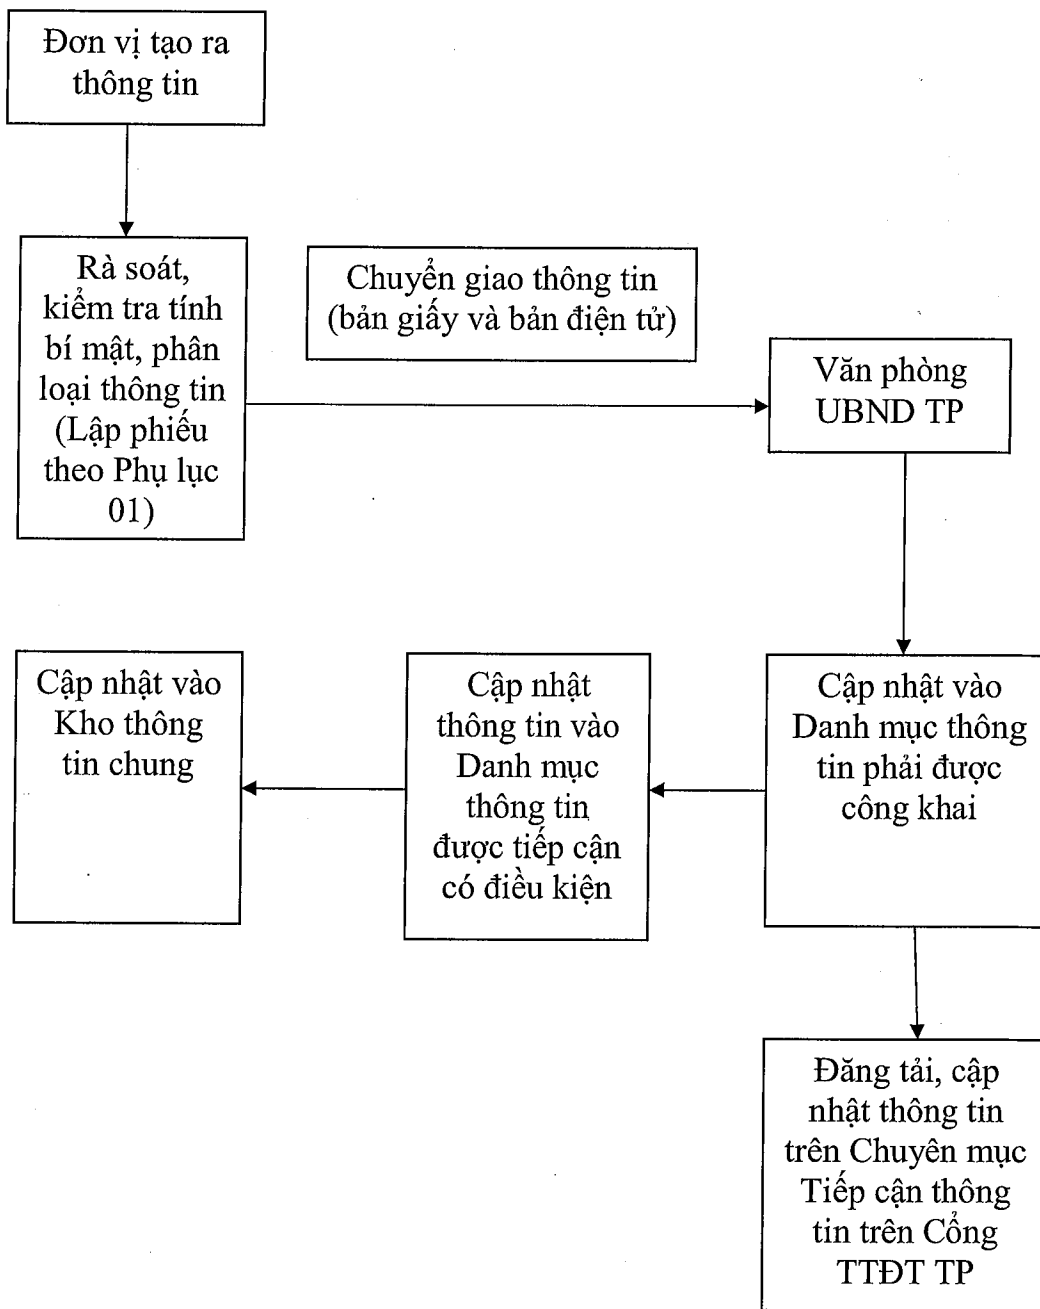 Đơn vị tạo ra
thông tin
Rà soát,
kiểm tra tính
bí mật, phân
loại thông tin
(Lập phiếu
theo Phụ lục
01)
Chuyển giao thông tin
(bản giấy và bản điện tử)
Văn phòng
UBND TP
Cập nhật vào
Kho thông
tin chung
Cập nhật
thông tin vào
Danh mục
thông tin
được tiếp cận
có điều kiện
Cập nhật vào
Danh mục thông
tin phải được
công khai
Đăng tải, cập
nhật thông tin
trên Chuyên mục
Tiếp cận thông
tin trên Cổng
TTĐT TP